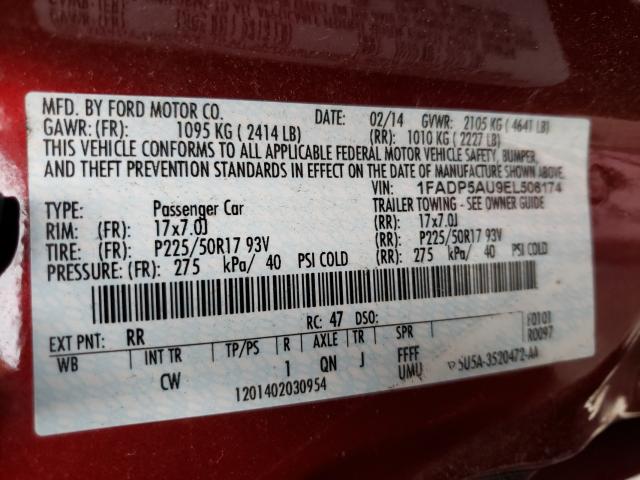 MFD. BY FORD MOTOR CO. DATE: 02/14 GVWR: 2105 KG ( 4641 LB)
GAWR: (FR): 1095 KG ( 2414 LB) (RR): 1010 KG ( 2227 LB)
THIS VEHICLE CONFORMS TO ALL APPLICABLE FEDERAL MOTOR VEHICLE SAFETY, BUMPER,
AND THEFT PREVENTION STANDARDS IN EFFECT ON THE DATE OF MANUFACTURE SHOWN ABOVE.
VIN: 1FADP5AU9EL506174
TYPE: Passenger Car TRAILER TOWING - SEE OWNER GUIDE
RIM: (FR): 17x7.0J (RR): 17x7.0J
TIRE: (FR): P225/50R17 93V (RR): P225/50R17 93V
PRESSURE: (FR): 275 kPa/ 40 PSI COLD (RR): 275 kPa/ 40 PSI COLD
EXT PNT: RR RC: 47 DSO: F0101
R0097
WB INT TR TP/PS R AXLE TR SPR
CW 1 QN J FFFF
UMU 5U5A-3520472-AA
1201402030954